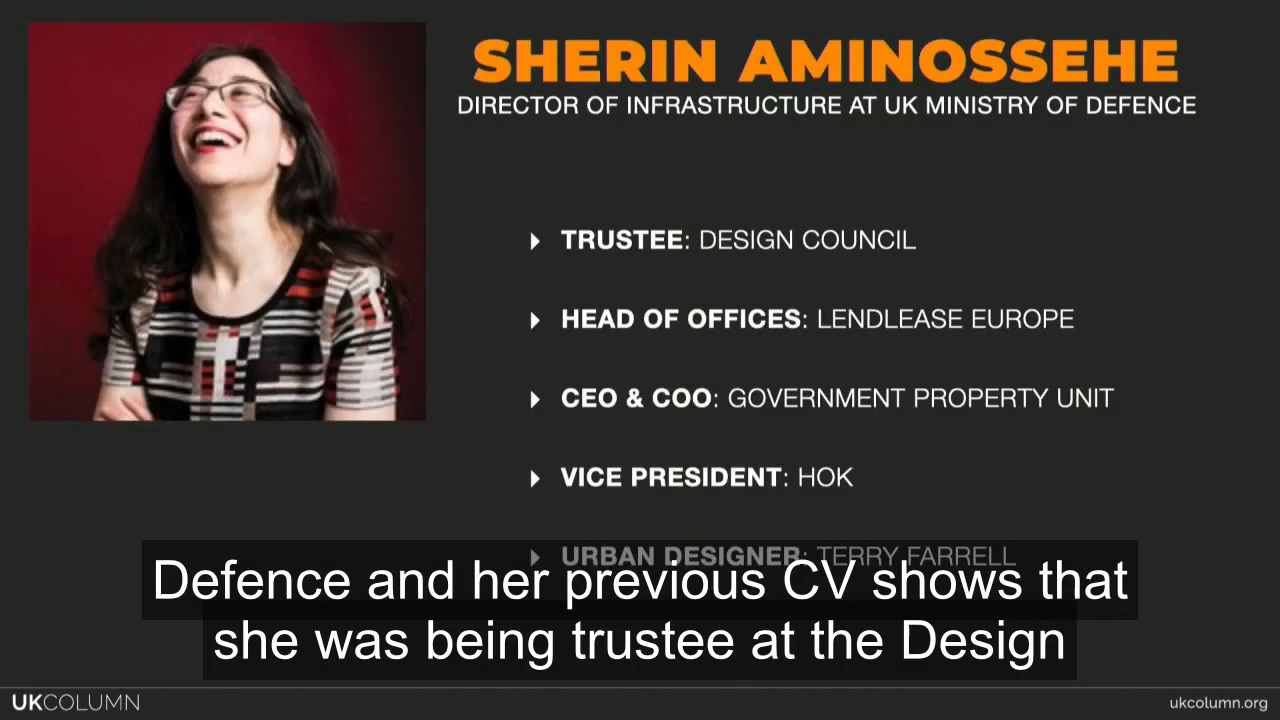 SHERIN AMINOSSEHE
DIRECTOR OF INFRASTRUCTURE AT UK MINISTRY OF DEFENCE
TRUSTEE: DESIGN COUNCIL
HEAD OF OFFICES: LENDLEASE EUROPE
CEO & COO: GOVERNMENT PROPERTY UNIT
VICE PRESIDENT: HOK
URBAN DESIGNER: TERRY FARRELL
Defence and her previous CV shows that
she was being trustee at the Design
UKCOLUMN
ukcolumn.org